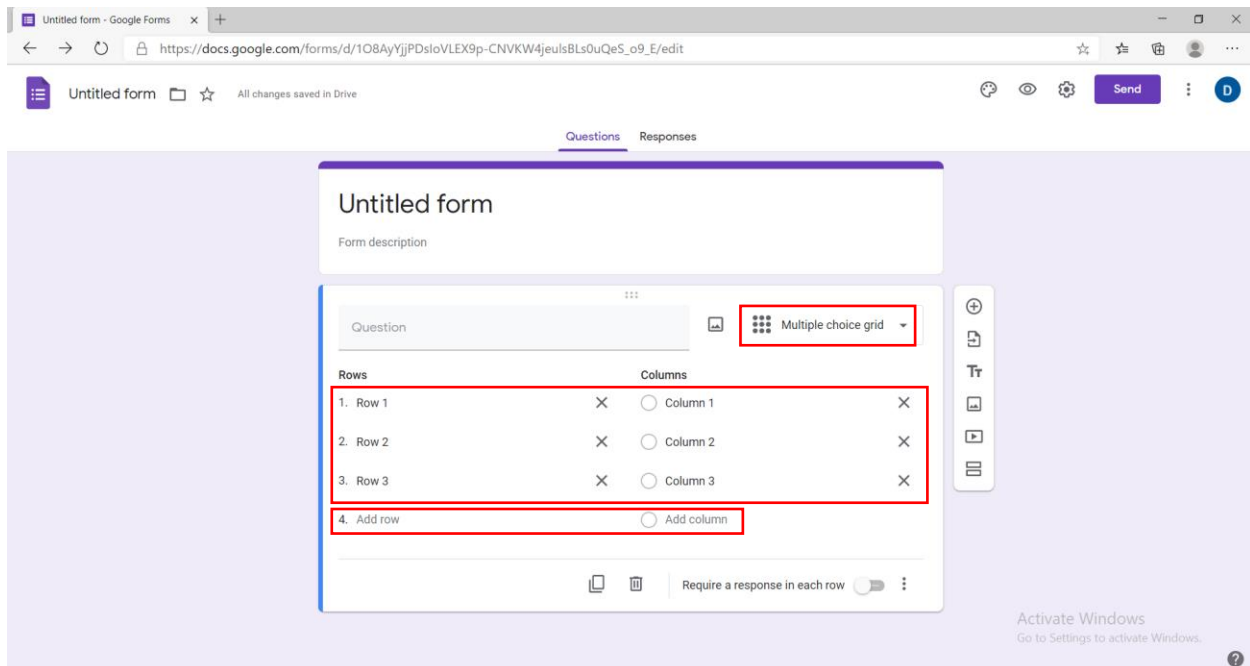 Untitled form - Google Forms
https://docs.google.com/forms/d/1O8AyYjjPDsIoVLEX9p-CNVKW4jeulsBLs0uQeS_o9_E/edit
Untitled form All changes saved in Drive Send D
Questions Responses
Untitled form
Form description
Question Multiple choice grid
Rows Columns
1. Row 1 Column 1
2. Row 2 Column 2
3. Row 3 Column 3
4. Add row Add column
Tт
Require a response in each row
Activate Windows
Go to Settings to activate Windows.